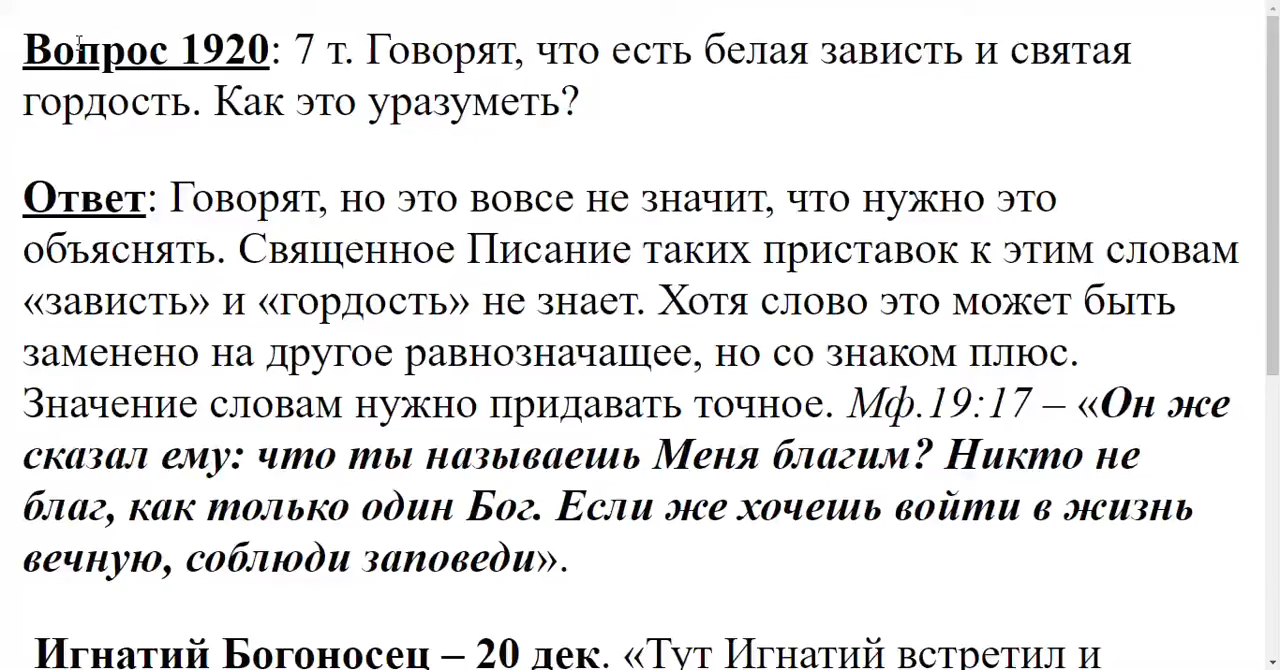 Вопрос 1920: 7 т. Говорят, что есть белая зависть и святая
гордость. Как это уразуметь?
Ответ: Говорят, но это вовсе не значит, что нужно это
объяснять. Священное Писание таких приставок к этим словам
«зависть» и «гордость» не знает. Хотя слово это может быть
заменено на другое равнозначащее, но со знаком плюс.
Значение словам нужно придавать точное. Мф.19:17 – «Он же
сказал ему: что ты называешь Меня благим? Никто не
благ, как только один Бог. Если же хочешь войти в жизнь
вечную, соблюди заповеди».
Игнатий Богоносец – 20 дек. «Тут Игнатий встретил и